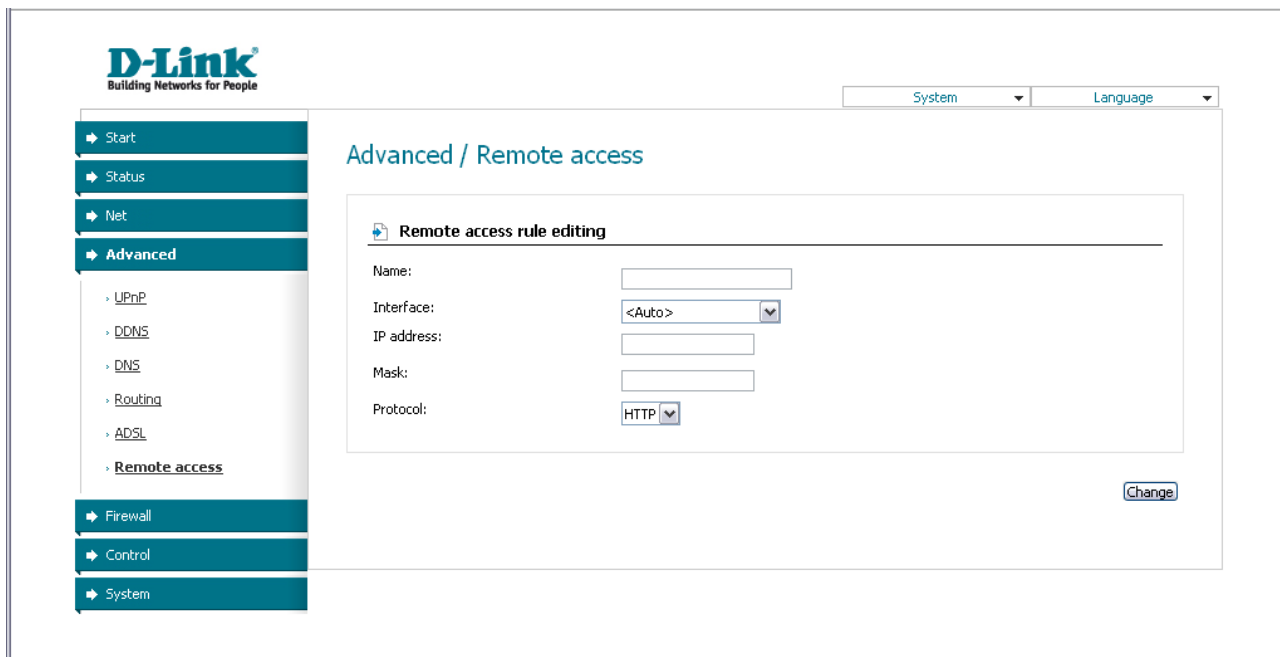 D-Link
Building Networks for People
System Language
Start
Status
Net
Advanced
UPnP
DDNS
DNS
Routing
ADSL
Remote access
Firewall
Control
System
Advanced / Remote access
Remote access rule editing
Name:
Interface: <Auto>
IP address:
Mask:
Protocol: HTTP
Change